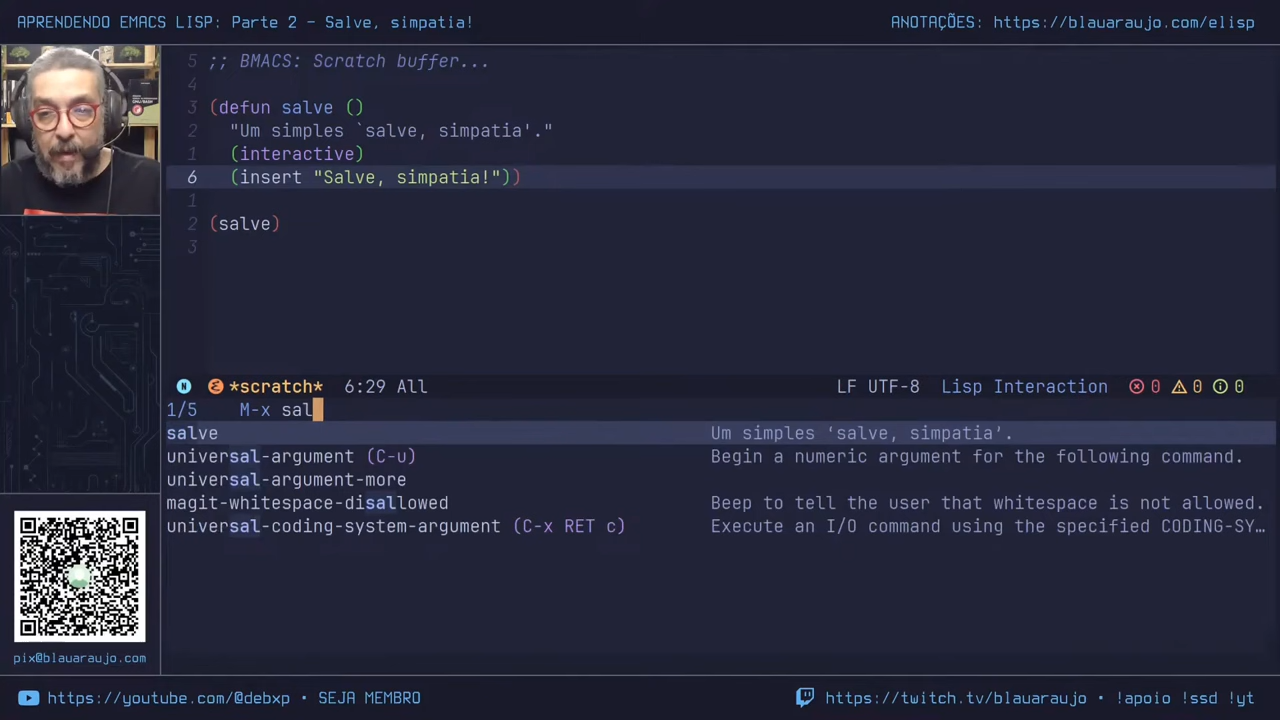 APRENDENDO EMACS LISP: Parte 2 - Salve, simpatia!
ANOTAÇÕES: https://blauaraujo.com/elisp
5 ;; BMACS: Scratch buffer...
4
3 (defun salve ()
2 "Um simples `salve, simpatia'."
1 (interactive)
6 (insert "Salve, simpatia!"))
1
2 (salve)
3
N *scratch* 6:29 All LF UTF-8 Lisp Interaction 0 0 0
1/5 M-x sal
salve Um simples ‘salve, simpatia’.
universal-argument (C-u) Begin a numeric argument for the following command.
universal-argument-more
magit-whitespace-disallowed Beep to tell the user that whitespace is not allowed.
universal-coding-system-argument (C-x RET c) Execute an I/O command using the specified CODING-SY…
pix@blauaraujo.com
https://youtube.com/@debxp • SEJA MEMBRO
https://twitch.tv/blauaraujo • !apoio !ssd !yt